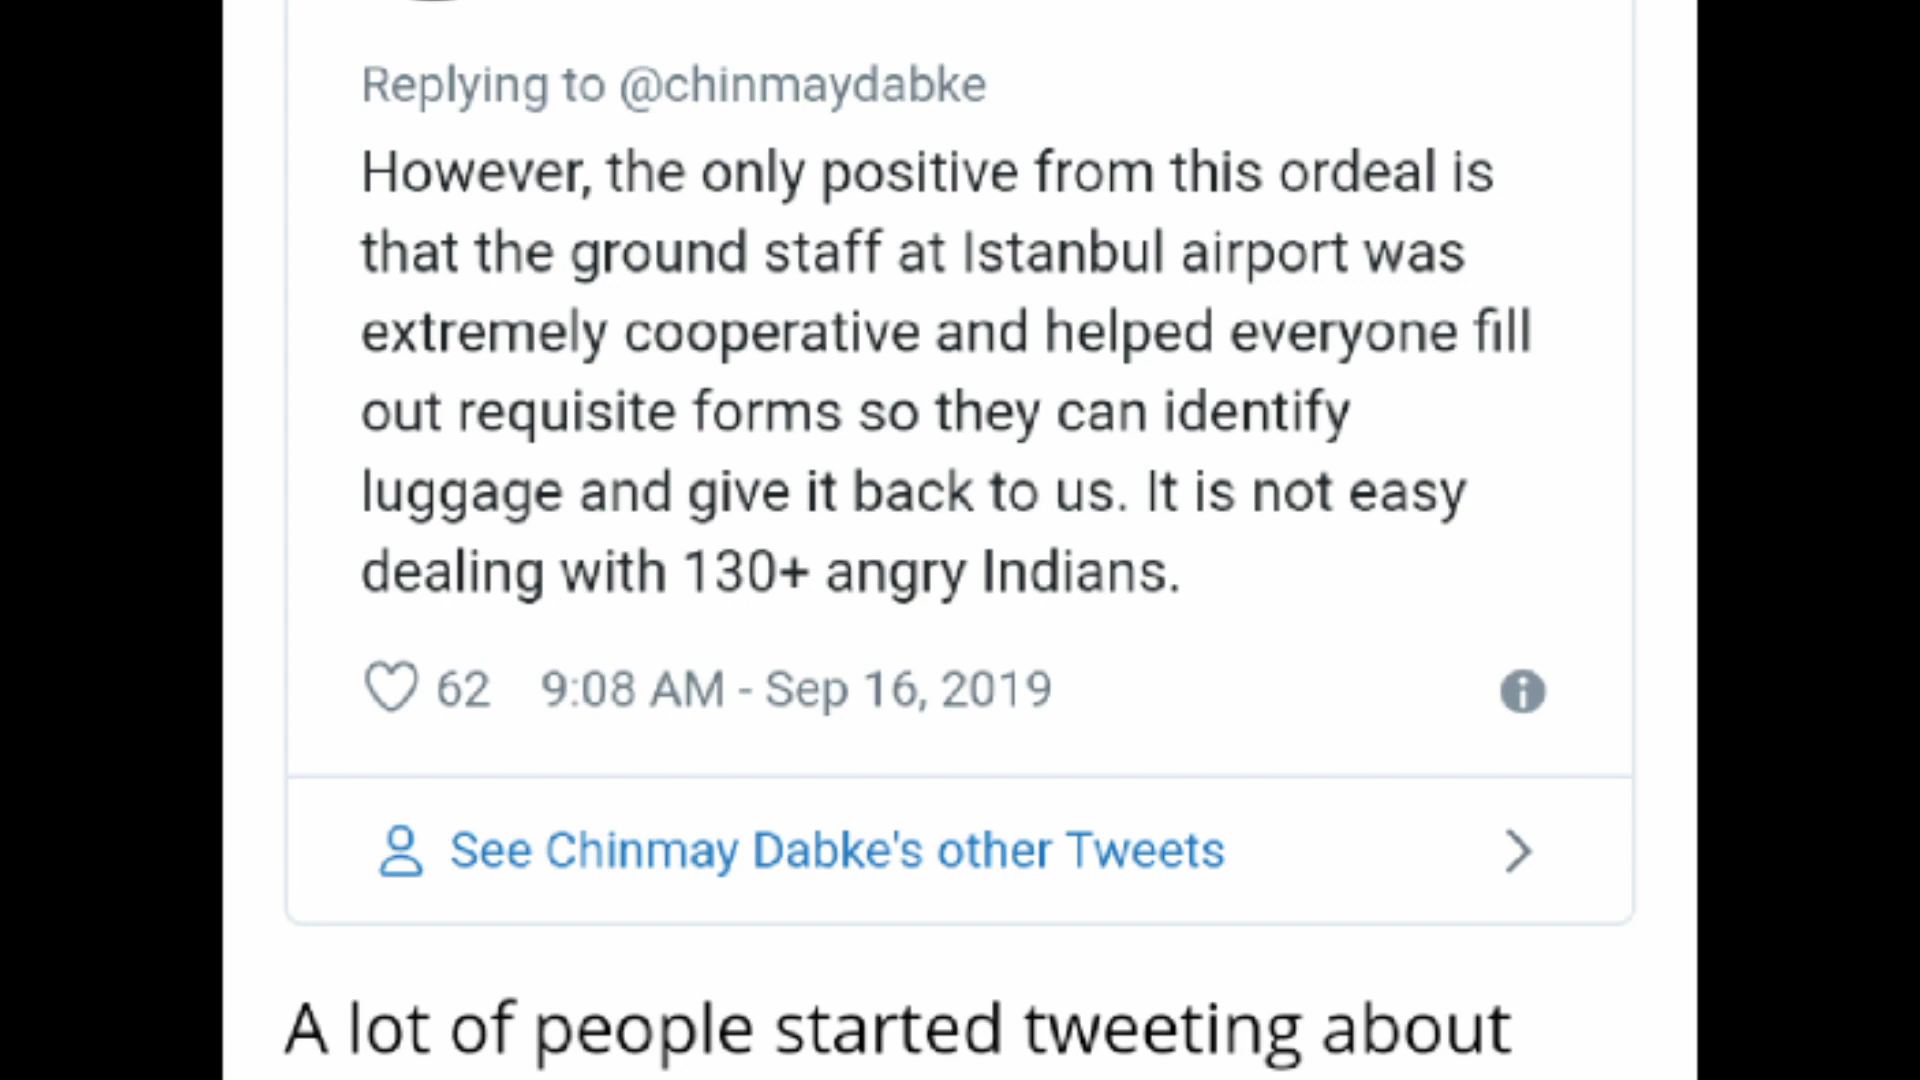 Replying to @chinmaydabke
However, the only positive from this ordeal is
that the ground staff at Istanbul airport was
extremely cooperative and helped everyone fill
out requisite forms so they can identify
luggage and give it back to us. It is not easy
dealing with 130+ angry Indians.
62 9:08 AM - Sep 16, 2019
See Chinmay Dabke's other Tweets
A lot of people started tweeting about